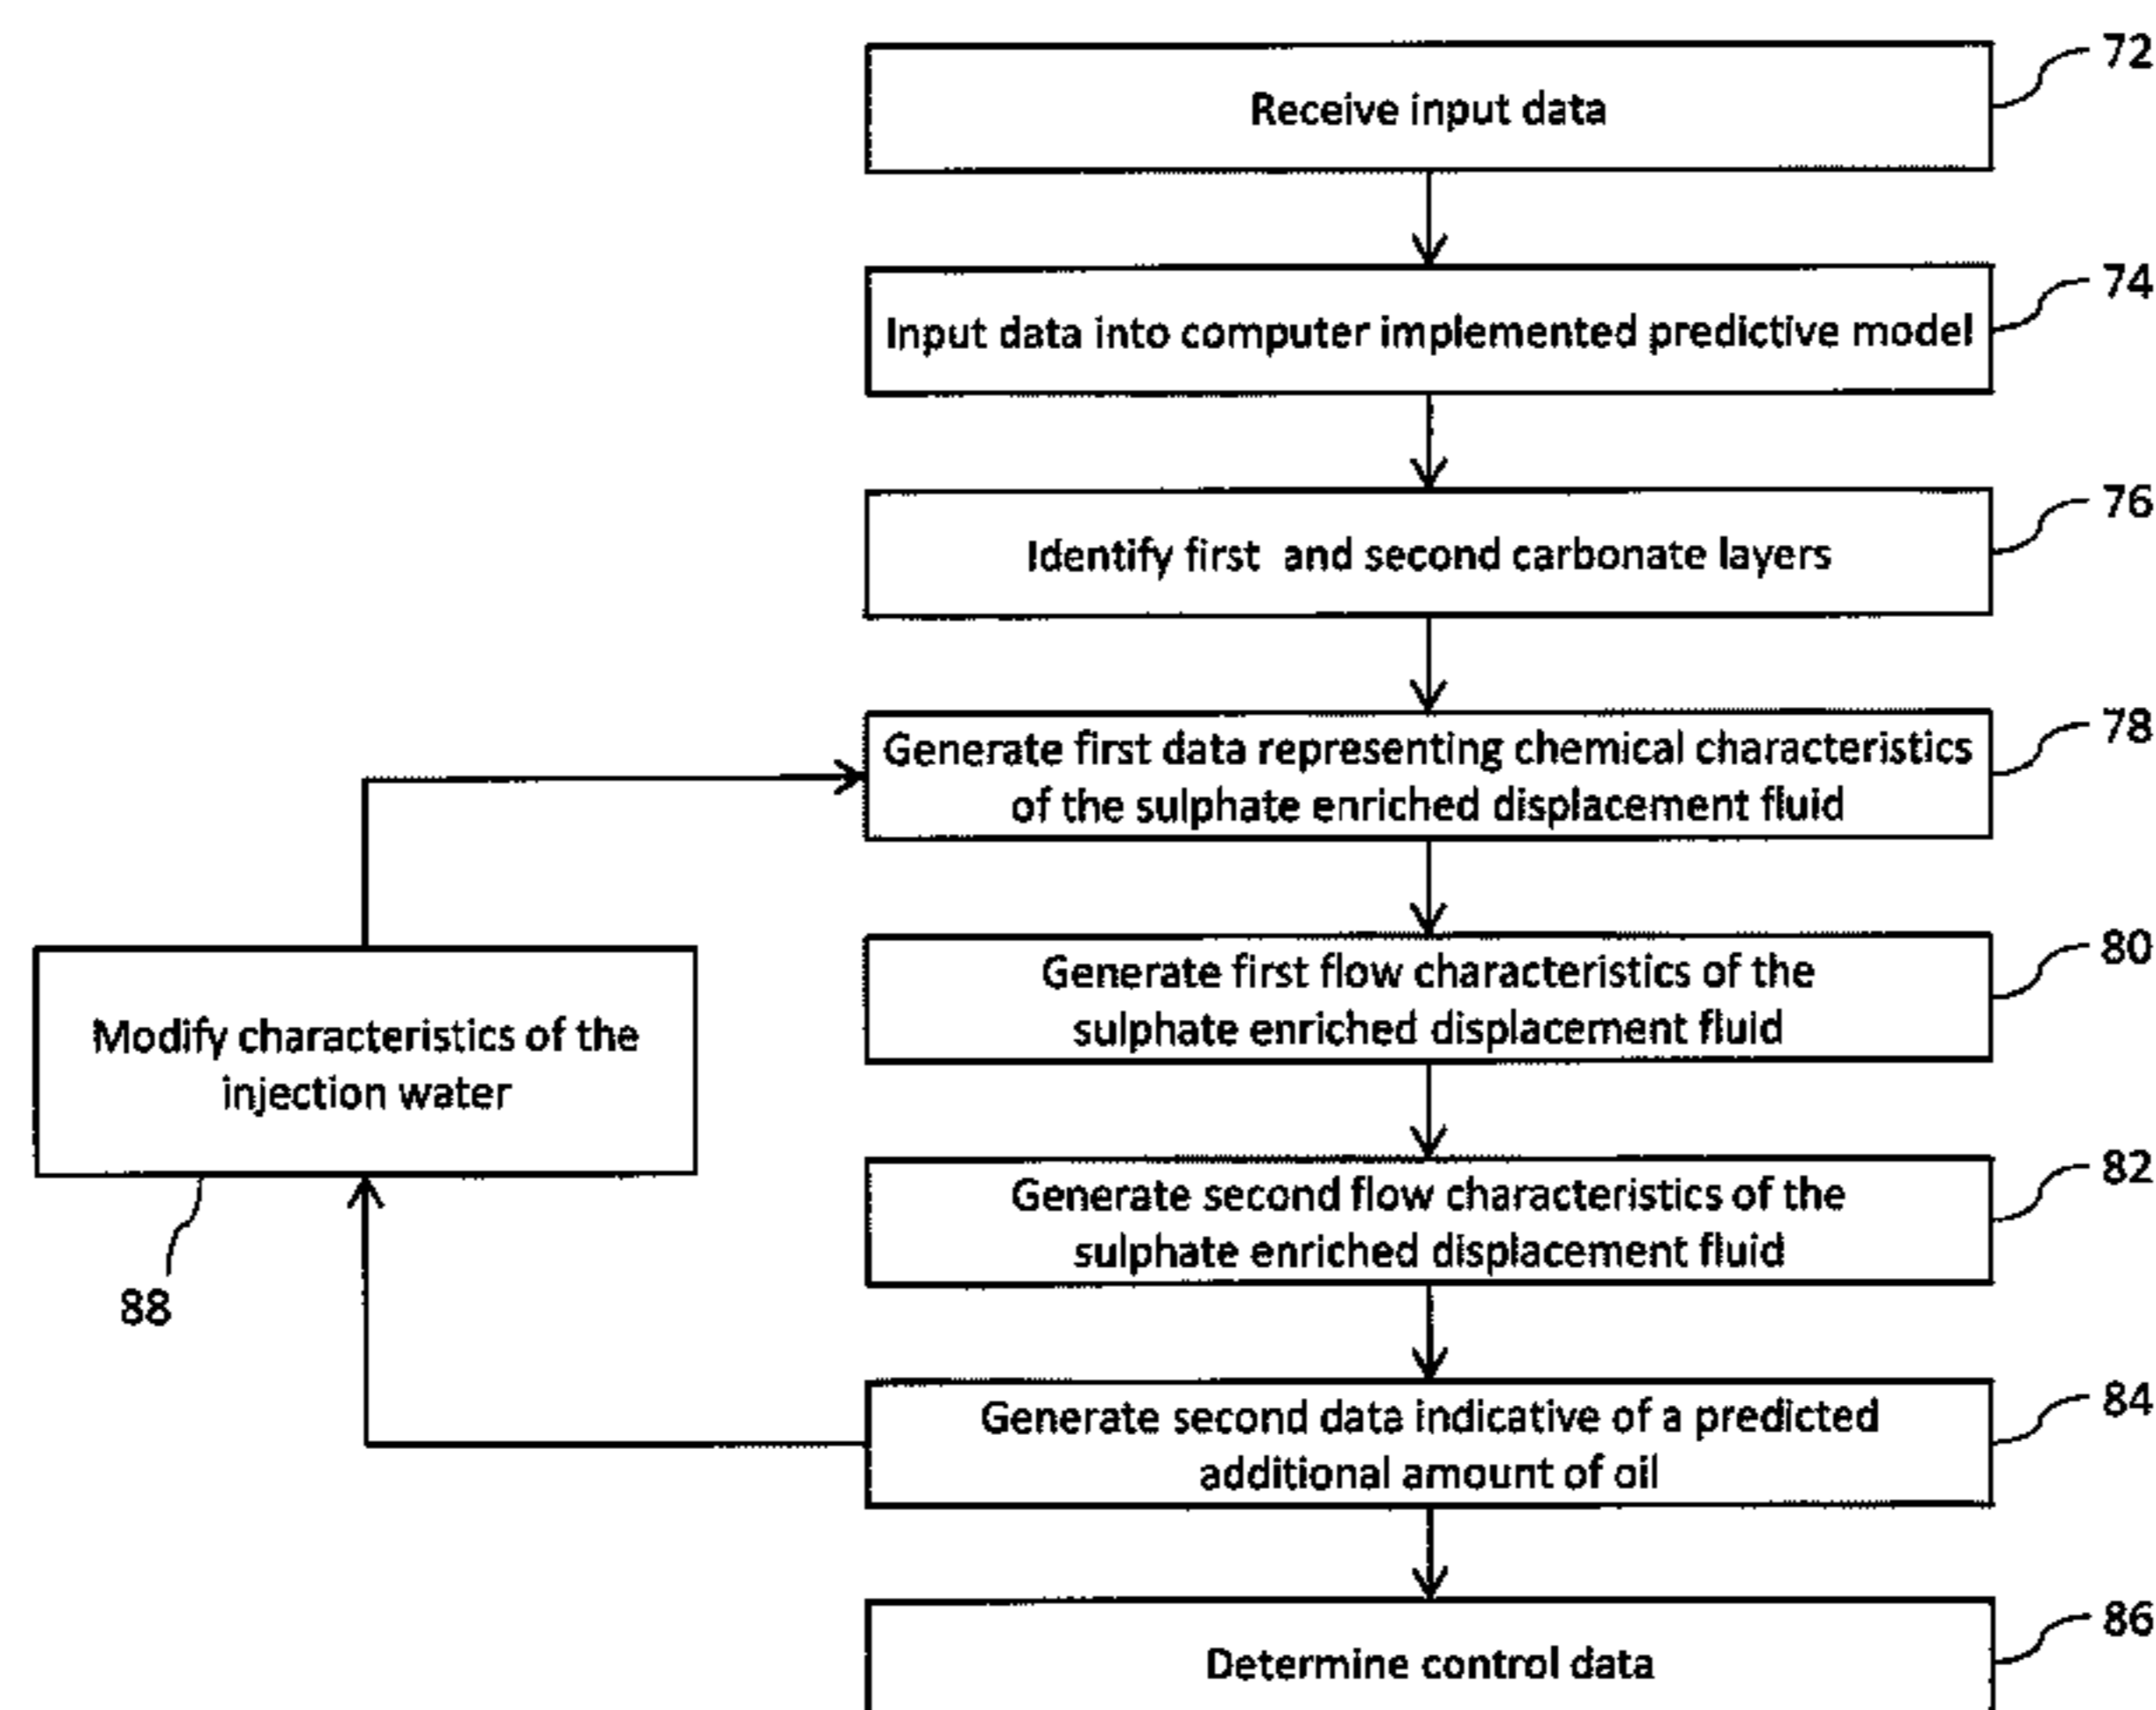 72
Receive input data
74
Input data into computer implemented predictive model
76
Identify first and second carbonate layers
78
Generate first data representing chemical characteristics
of the sulphate enriched displacement fluid
80
Generate first flow characteristics of the
sulphate enriched displacement fluid
Modify characteristics of the
injection water
88
82
Generate second flow characteristics of the
sulphate enriched displacement fluid
84
Generate second data indicative of a predicted
additional amount of oil
86
Determine control data